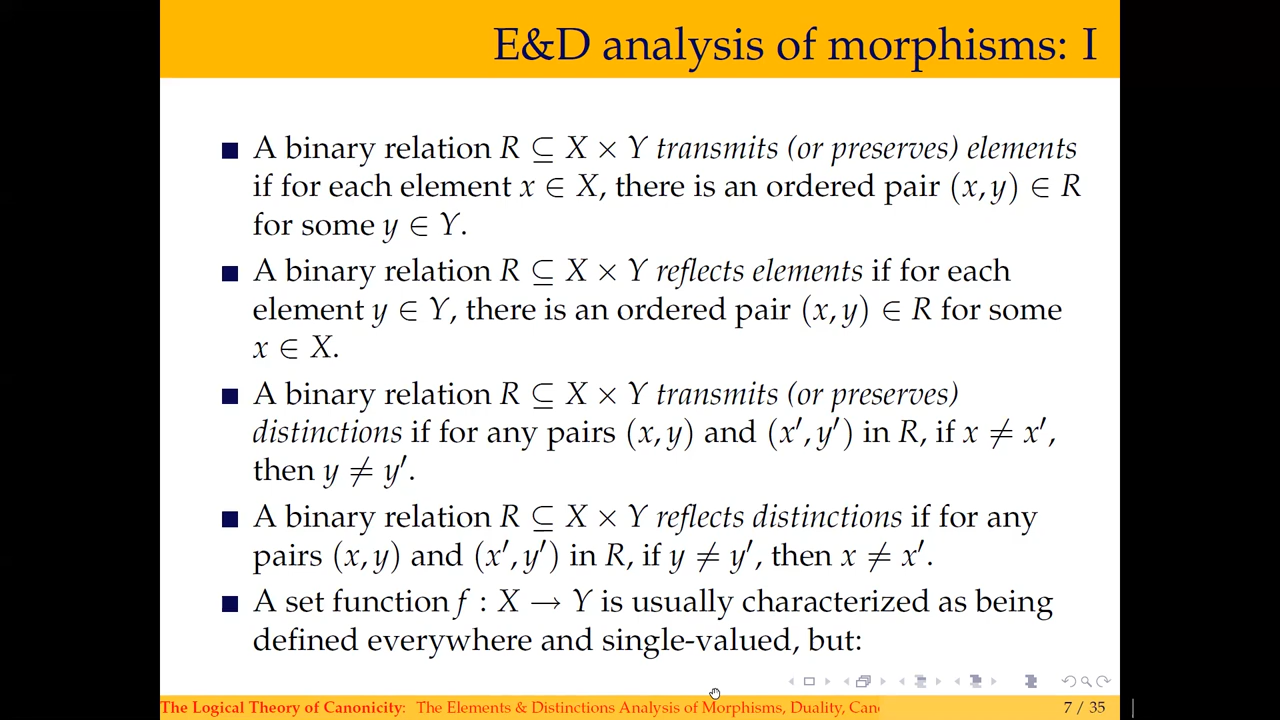 E&D analysis of morphisms: I
A binary relation R ⊆ X × Y transmits (or preserves) elements
if for each element x ∈ X, there is an ordered pair (x, y) ∈ R
for some y ∈ Y.
A binary relation R ⊆ X × Y reflects elements if for each
element y ∈ Y, there is an ordered pair (x, y) ∈ R for some
x ∈ X.
A binary relation R ⊆ X × Y transmits (or preserves)
distinctions if for any pairs (x, y) and (x′, y′) in R, if x ≠ x′,
then y ≠ y′.
A binary relation R ⊆ X × Y reflects distinctions if for any
pairs (x, y) and (x′, y′) in R, if y ≠ y′, then x ≠ x′.
A set function f : X → Y is usually characterized as being
defined everywhere and single-valued, but:
The Logical Theory of Canonicity: The Elements & Distinctions Analysis of Morphisms, Duality, Cano 7 / 35